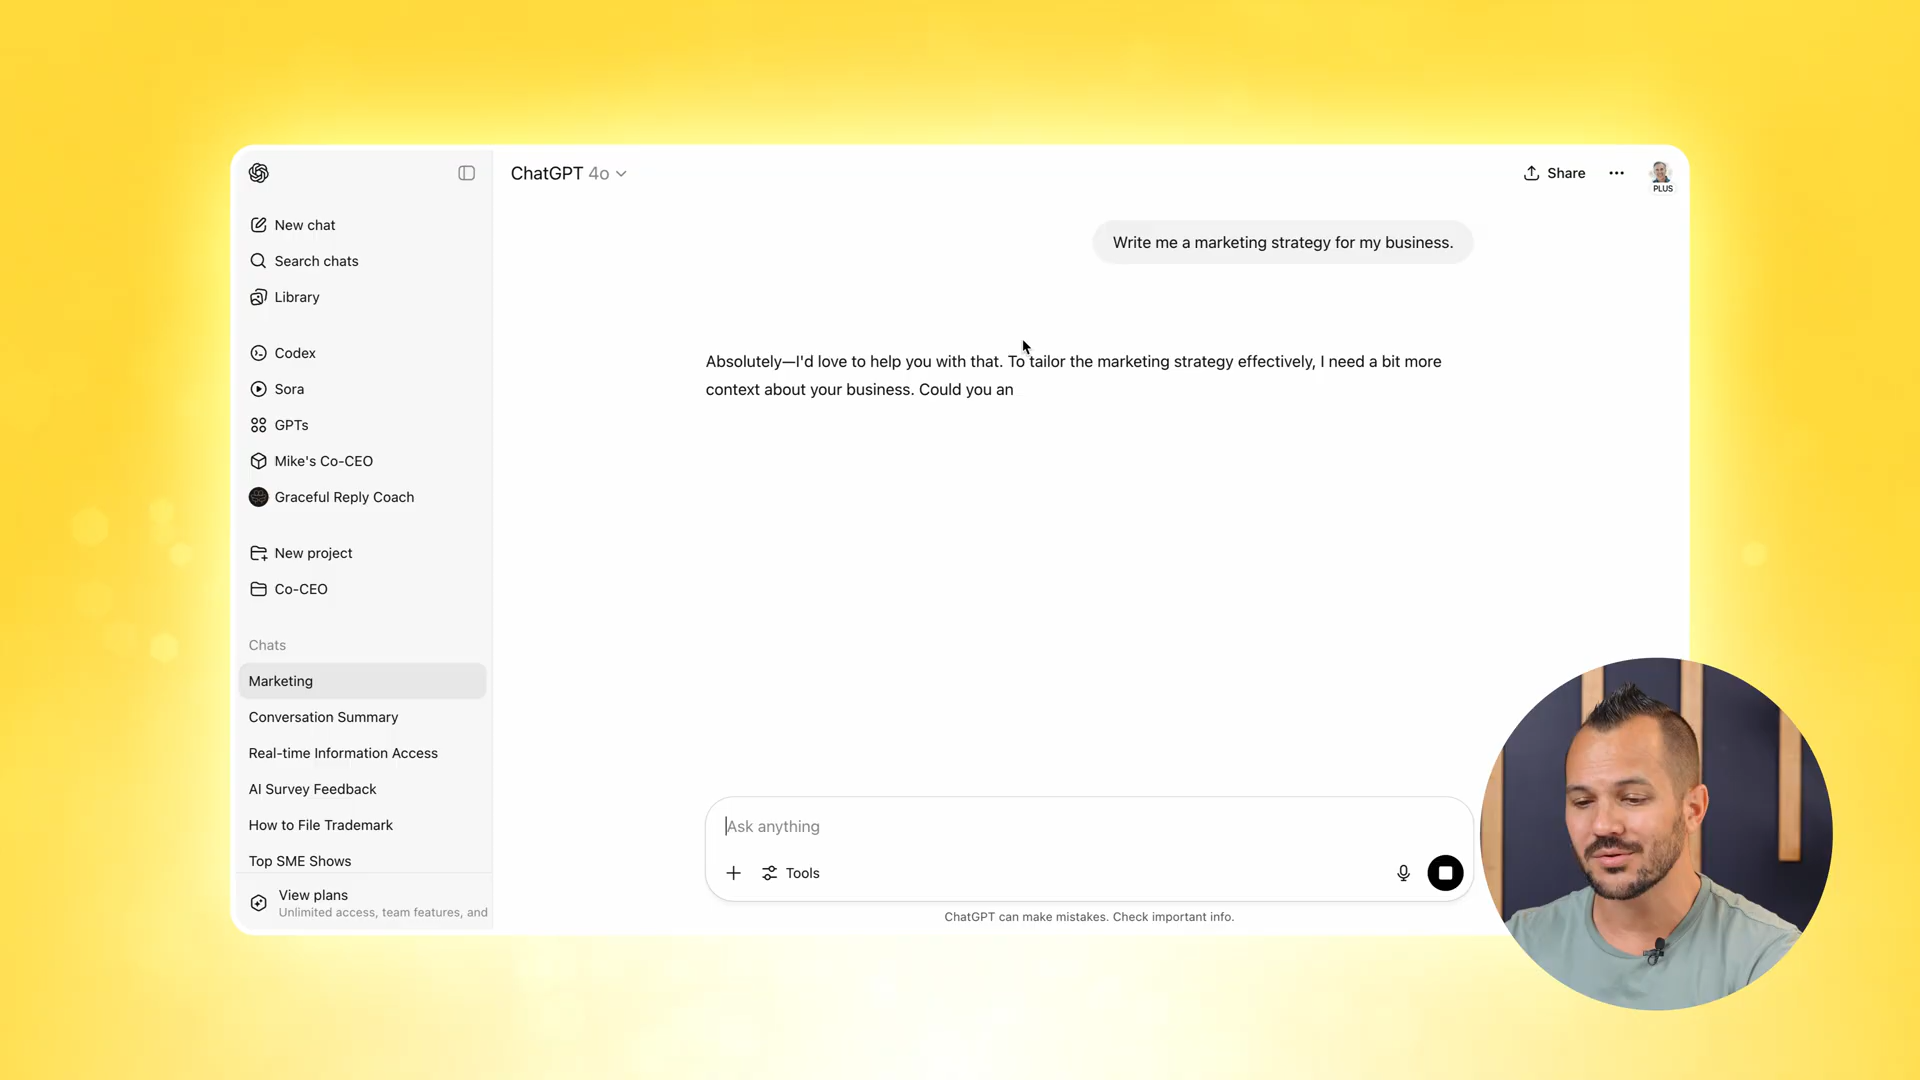 ChatGPT 4o
Share
PLUS
New chat
Search chats
Library
Codex
Sora
GPTs
Mike's Co-CEO
Graceful Reply Coach
New project
Co-CEO
Chats
Marketing
Conversation Summary
Real-time Information Access
AI Survey Feedback
How to File Trademark
Top SME Shows
View plans
Unlimited access, team features, and
Write me a marketing strategy for my business.
Absolutely—I'd love to help you with that. To tailor the marketing strategy effectively, I need a bit more
context about your business. Could you an
Ask anything
Tools
ChatGPT can make mistakes. Check important info.